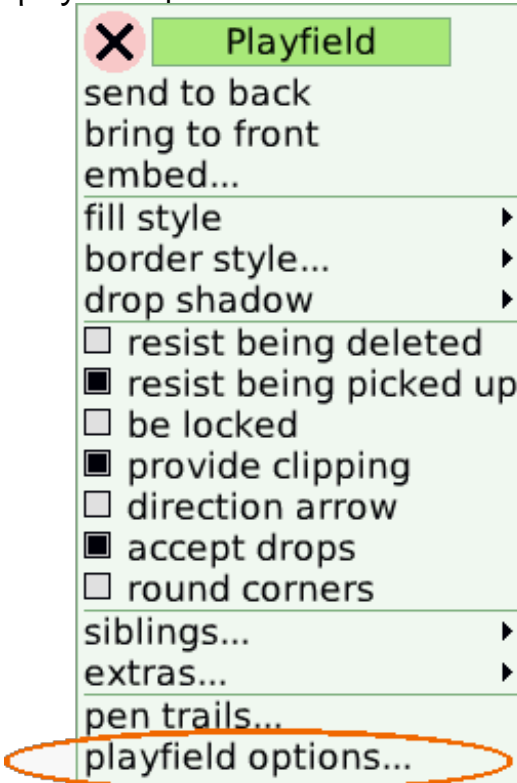 Playfield
send to back
bring to front
embed...
fill style
border style...
drop shadow
resist being deleted
resist being picked up
be locked
provide clipping
direction arrow
accept drops
round corners
siblings...
extras...
pen trails...
playfield options...